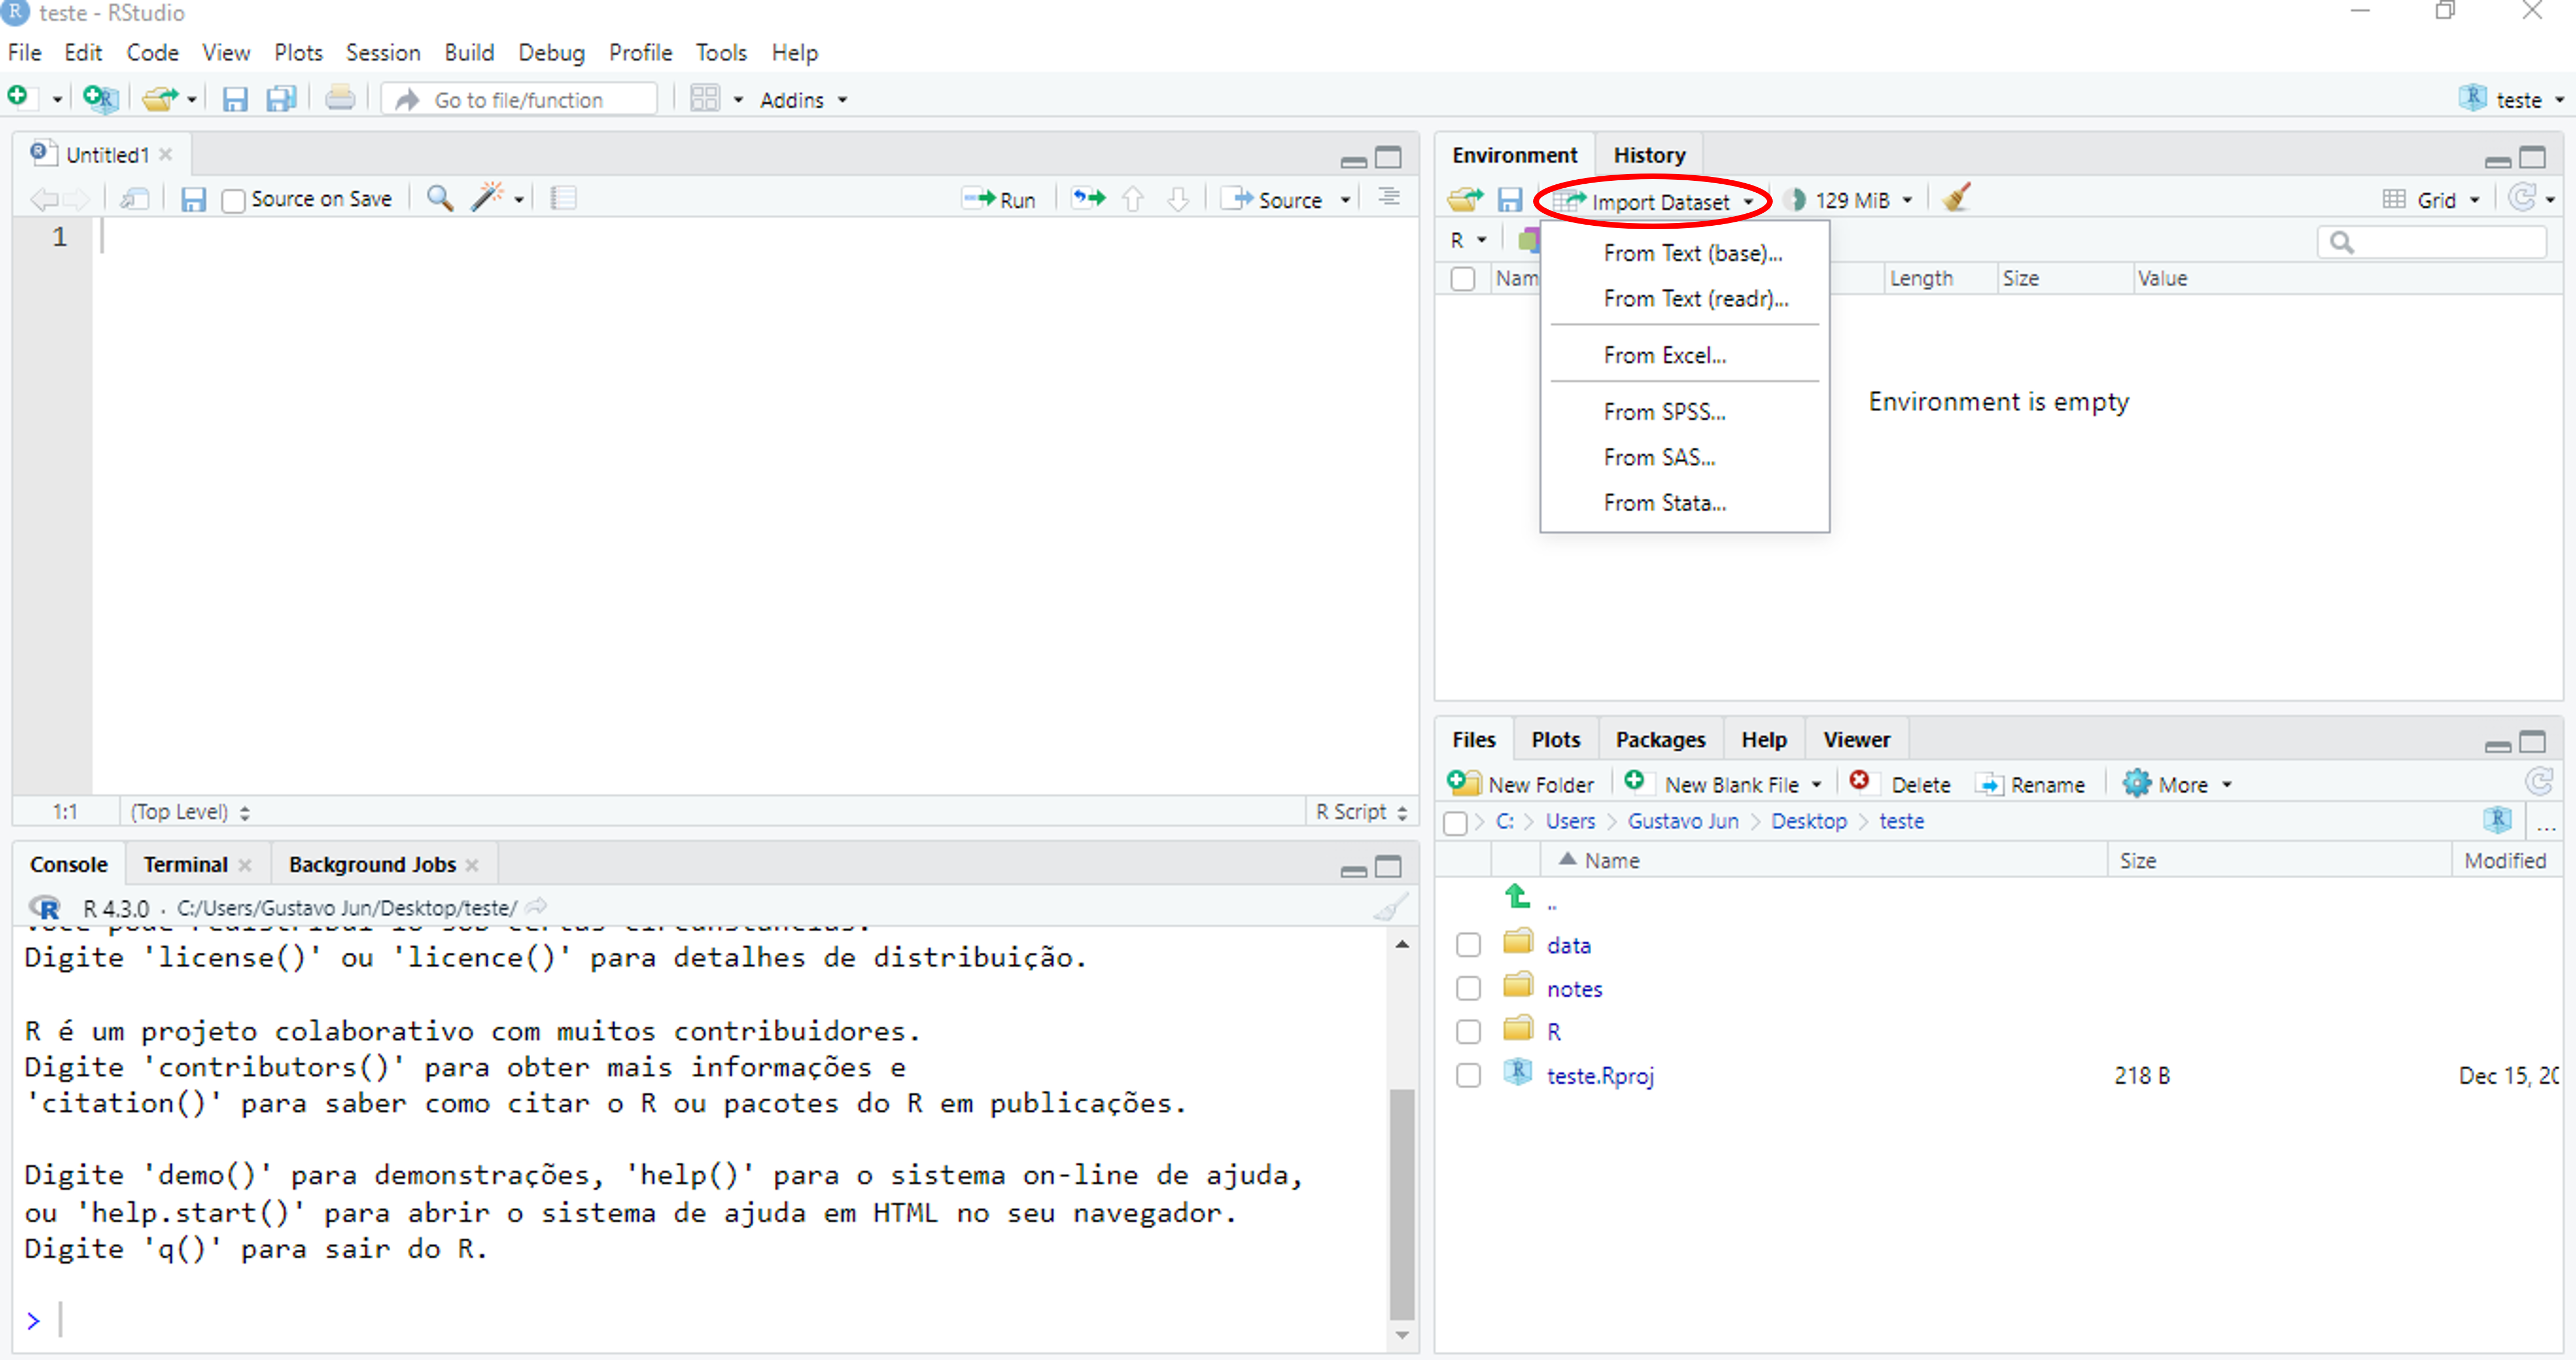 teste - RStudio
File Edit Code View Plots Session Build Debug Profile Tools Help
Go to file/function Addins teste
Untitled1
Source on Save Run Source
1
1:1 (Top Level) R Script
Environment History
Import Dataset 129 MiB Grid
R
Nam Length Size Value
From Text (base)...
From Text (readr)...
From Excel...
From SPSS...
From SAS...
From Stata...
Environment is empty
Console Terminal Background Jobs
R 4.3.0 · C:/Users/Gustavo Jun/Desktop/teste/
Digite 'license()' ou 'licence()' para detalhes de distribuição.
R é um projeto colaborativo com muitos contribuidores.
Digite 'contributors()' para obter mais informações e
'citation()' para saber como citar o R ou pacotes do R em publicações.
Digite 'demo()' para demonstrações, 'help()' para o sistema on-line de ajuda,
ou 'help.start()' para abrir o sistema de ajuda em HTML no seu navegador.
Digite 'q()' para sair do R.
>
Files Plots Packages Help Viewer
New Folder New Blank File Delete Rename More
C: Users Gustavo Jun Desktop teste
...
Name Size Modified
..
data
notes
R
teste.Rproj 218 B Dec 15, 20